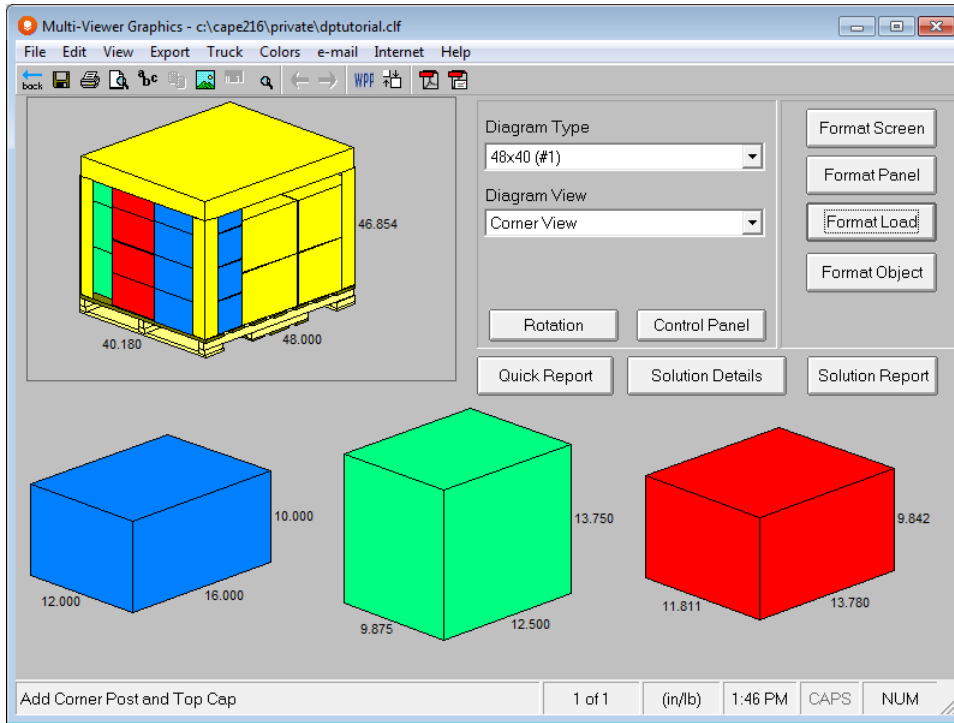 Multi-Viewer Graphics - c:\cape216\private\dptutorial.clf
File Edit View Export Truck Colors e-mail Internet Help
back abc WPF
46.854
40.180
48.000
Diagram Type
48x40 (#1)
Diagram View
Corner View
Rotation Control Panel
Format Screen
Format Panel
Format Load
Format Object
Quick Report Solution Details Solution Report
10.000
12.000
16.000
13.750
9.875
12.500
9.842
11.811
13.780
Add Corner Post and Top Cap 1 of 1 (in/lb) 1:46 PM CAPS NUM